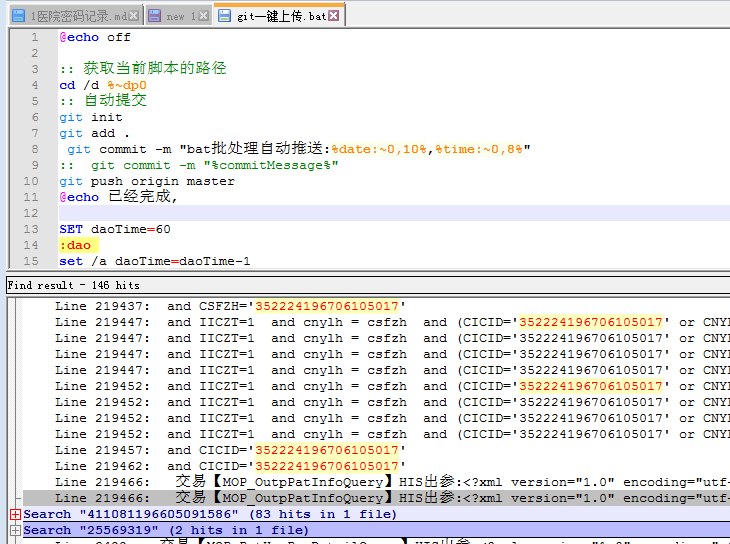 1医院密码记录.md new 1 git一键上传.bat
1 @echo off
2
3 :: 获取当前脚本的路径
4 cd /d %~dp0
5 :: 自动提交
6 git init
7 git add .
8 git commit -m "bat批处理自动推送:%date:~0,10%,%time:~0,8%"
9 :: git commit -m "%commitMessage%"
10 git push origin master
11 @echo 已经完成,
12
13 SET daoTime=60
14 :dao
15 set /a daoTime=daoTime-1
Find result - 146 hits
Line 219437: and CSFZH='352224196706105017'
Line 219447: and IICZT=1 and cnylh = csfzh and (CICID='352224196706105017' or CNY
Line 219447: and IICZT=1 and cnylh = csfzh and (CICID='352224196706105017' or CNY
Line 219447: and IICZT=1 and cnylh = csfzh and (CICID='352224196706105017' or CNY
Line 219447: and IICZT=1 and cnylh = csfzh and (CICID='352224196706105017' or CNY
Line 219452: and IICZT=1 and cnylh = csfzh and (CICID='352224196706105017' or CNY
Line 219452: and IICZT=1 and cnylh = csfzh and (CICID='352224196706105017' or CNY
Line 219452: and IICZT=1 and cnylh = csfzh and (CICID='352224196706105017' or CNY
Line 219452: and IICZT=1 and cnylh = csfzh and (CICID='352224196706105017' or CNY
Line 219457: and CICID='352224196706105017'
Line 219462: and CICID='352224196706105017'
Line 219466: 交易【MOP_OutpPatInfoQuery】HIS出参:<?xml version="1.0" encoding="utf-
Line 219466: 交易【MOP_OutpPatInfoQuery】HIS出参:<?xml version="1.0" encoding="utf-
Search "411081196605091586" (83 hits in 1 file)
Search "25569319" (2 hits in 1 file)